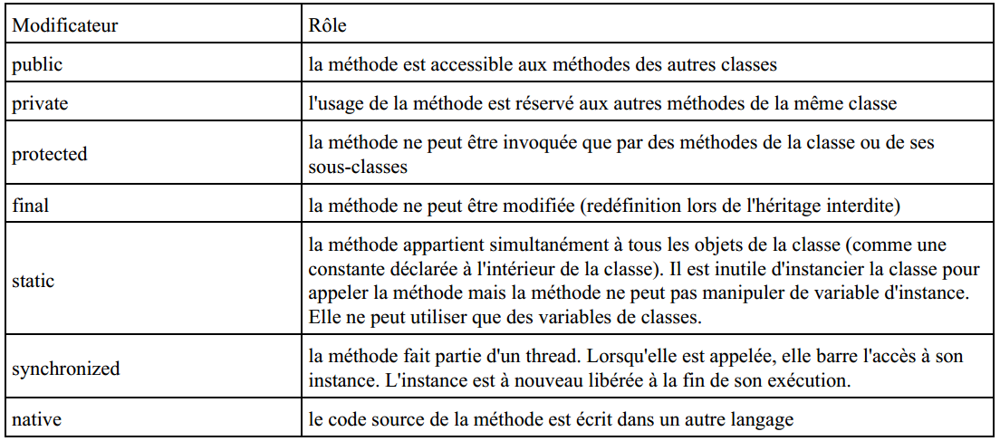 Modificateur Rôle
public la méthode est accessible aux méthodes des autres classes
private l'usage de la méthode est réservé aux autres méthodes de la même classe
protected la méthode ne peut être invoquée que par des méthodes de la classe ou de ses
sous-classes
final la méthode ne peut être modifiée (redéfinition lors de l'héritage interdite)
static la méthode appartient simultanément à tous les objets de la classe (comme une
constante déclarée à l'intérieur de la classe). Il est inutile d'instancier la classe pour
appeler la méthode mais la méthode ne peut pas manipuler de variable d'instance.
Elle ne peut utiliser que des variables de classes.
synchronized la méthode fait partie d'un thread. Lorsqu'elle est appelée, elle barre l'accès à son
instance. L'instance est à nouveau libérée à la fin de son exécution.
native le code source de la méthode est écrit dans un autre langage